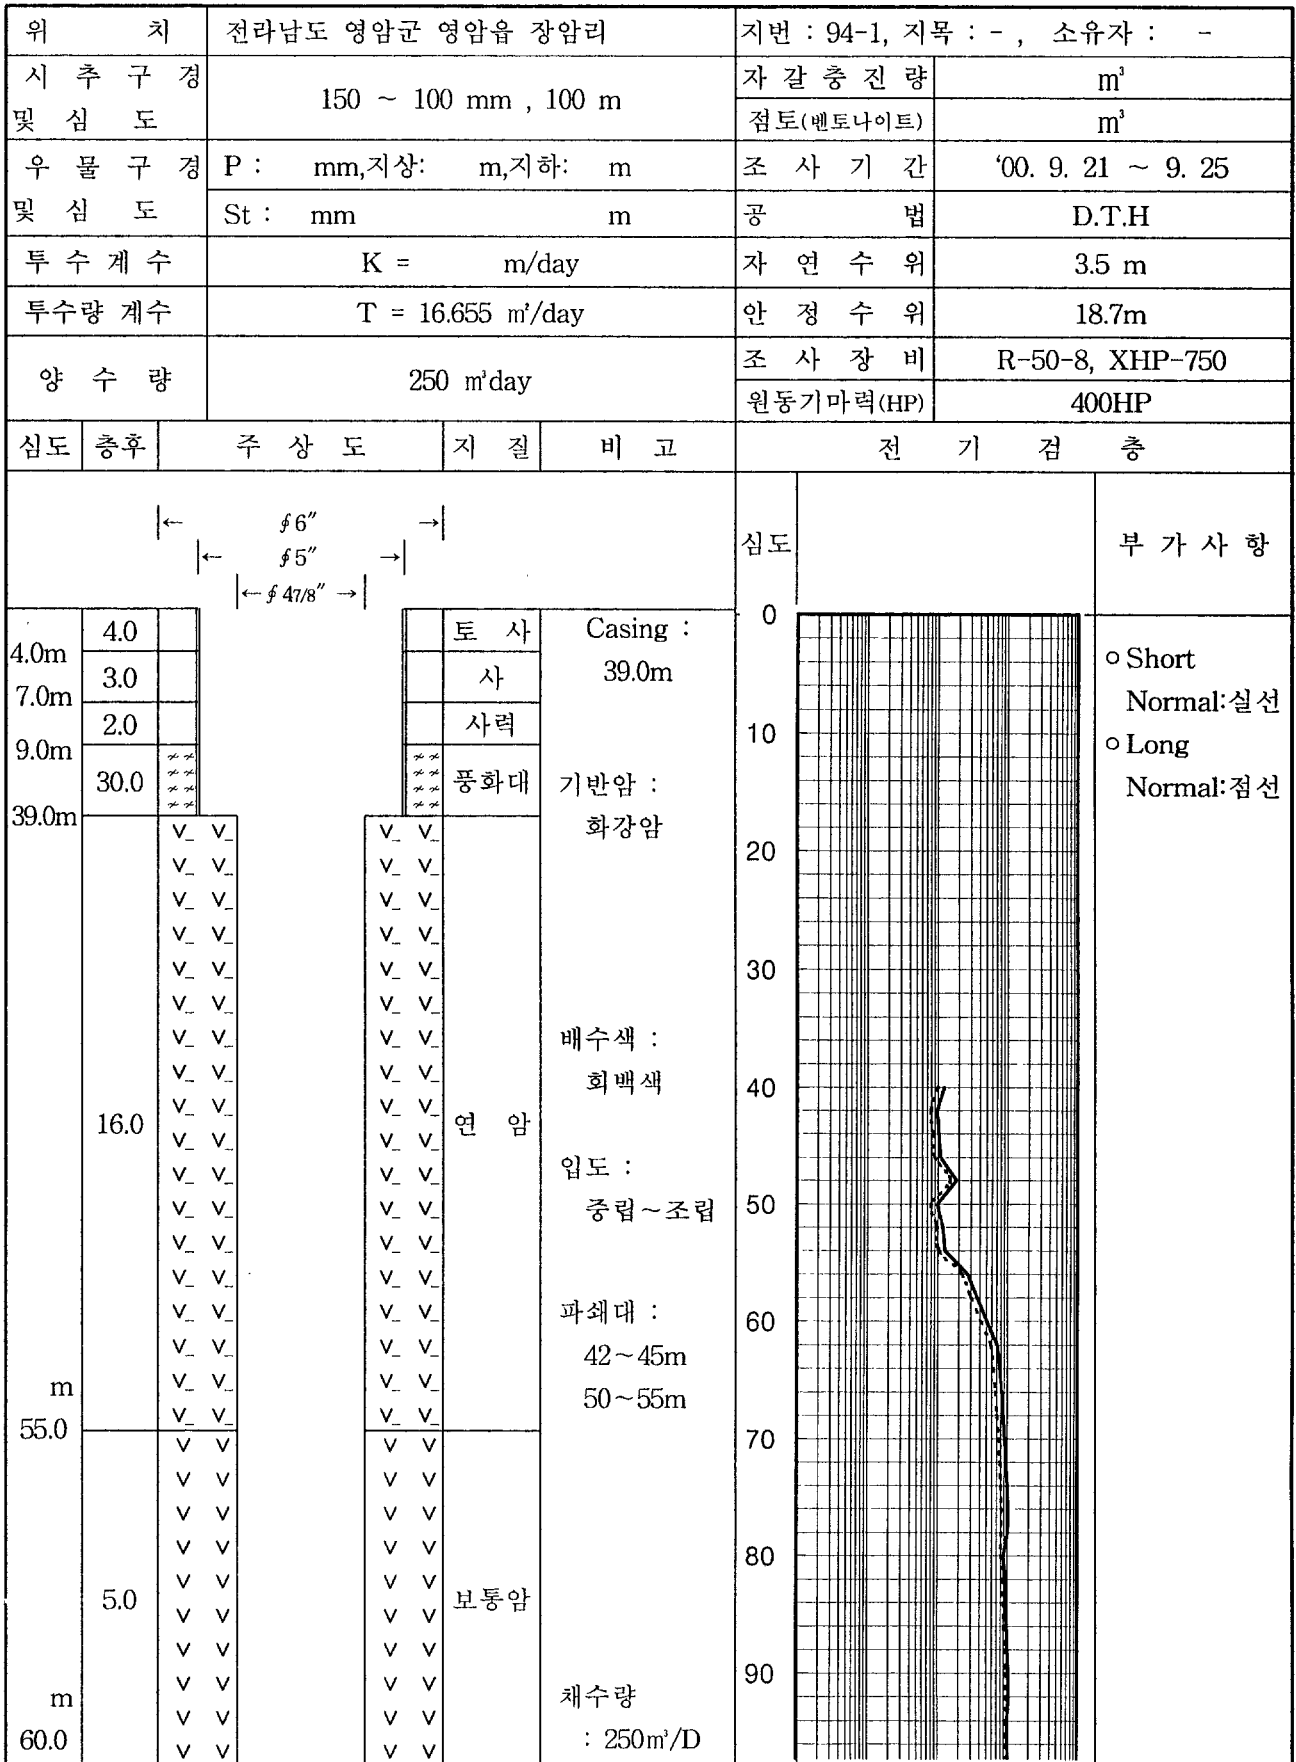 위 치 전라남도 영암군 영암읍 장암리 지번 : 94-1, 지목 : - , 소유자 : -
시 추 구 경 및 심 도 150 ~ 100 mm , 100 m 자 갈 충 진 량 m³
점토(벤토나이트) m³
우 물 구 경 및 심 도 P : mm,지상: m,지하: m 조 사 기 간 '00. 9. 21 ~ 9. 25
St : mm m 공 법 D.T.H
투 수 계 수 K = m/day 자 연 수 위 3.5 m
투수량 계수 T = 16.655 m²/day 안 정 수 위 18.7m
양 수 량 250 m³day 조 사 장 비 R-50-8, XHP-750
원동기마력(HP) 400HP
심도 층후 주 상 도 지 질 비 고 전 기 검 층
← ∮6″ →
← ∮5″ →
← ∮47/8″ →
심도 부 가 사 항
4.0m 4.0 토 사 Casing :
7.0m 3.0 사 39.0m
9.0m 2.0 사력
39.0m 30.0 풍화대 기반암 :
화강암
배수색 :
회백색
16.0 연 암
입도 :
중립~조립
파쇄대 :
42~45m
50~55m
m
55.0
5.0 보통암
m
60.0
채수량
: 250m³/D
0
10
20
30
40
50
60
70
80
90
○ Short
Normal:실선
○ Long
Normal:점선